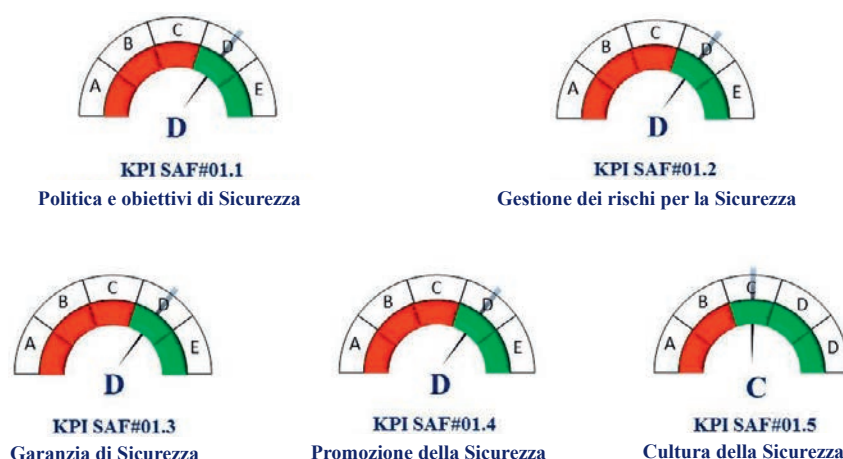 A B C D E
D
KPI SAF#01.1
Politica e obiettivi di Sicurezza
A B C D E
D
KPI SAF#01.2
Gestione dei rischi per la Sicurezza
A B C D E
D
KPI SAF#01.3
Garanzia di Sicurezza
A B C D E
D
KPI SAF#01.4
Promozione della Sicurezza
A B C D D
C
KPI SAF#01.5
Cultura della Sicurezza